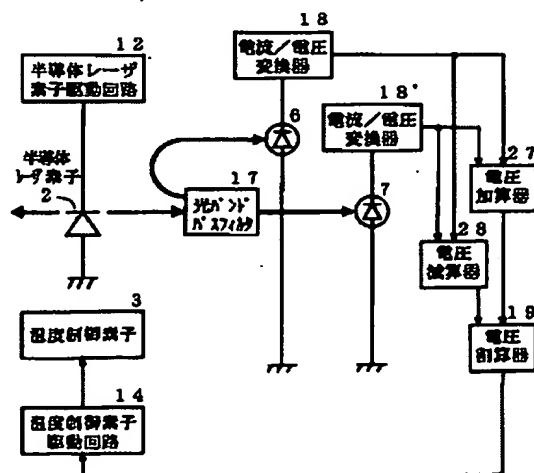 12
半導体レーザ
素子駆動回路
18
電流/電圧
変換器
6
18'
電流/電圧
変換器
半導体
レーザ素子
2
17
光バンド
パスフィルタ
7
27
電圧
加算器
28
電圧
減算器
3
温度制御素子
19
電圧
割算器
14
温度制御素子
駆動回路